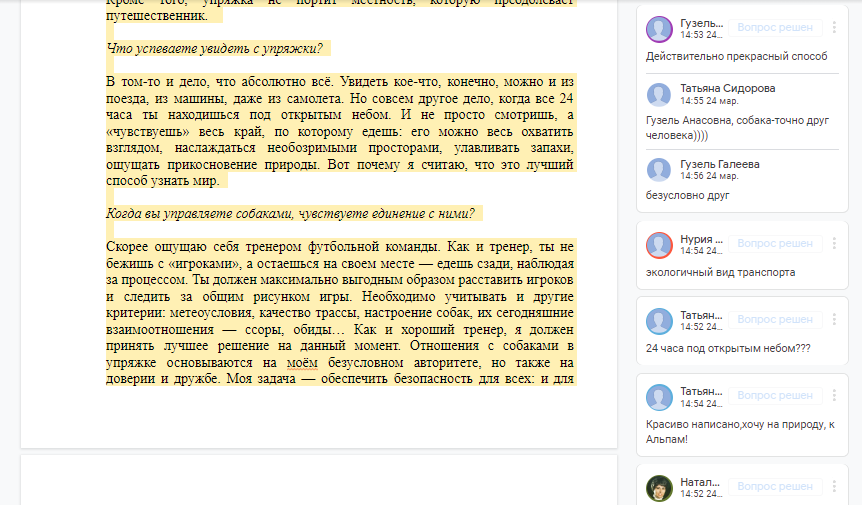 Кроме того, упряжка не портит местность, которую преодолевает
путешественник.
Что успеваете увидеть с упряжки?
В том-то и дело, что абсолютно всё. Увидеть кое-что, конечно, можно и из
поезда, из машины, даже из самолета. Но совсем другое дело, когда все 24
часа ты находишься под открытым небом. И не просто смотришь, а
«чувствуешь» весь край, по которому едешь: его можно весь охватить
взглядом, наслаждаться необозримыми просторами, улавливать запахи,
ощущать прикосновение природы. Вот почему я считаю, что это лучший
способ узнать мир.
Когда вы управляете собаками, чувствуете единение с ними?
Скорее ощущаю себя тренером футбольной команды. Как и тренер, ты не
бежишь с «игроками», а остаешься на своем месте — едешь сзади, наблюдая
за процессом. Ты должен максимально выгодным образом расставить игроков
и следить за общим рисунком игры. Необходимо учитывать и другие
критерии: метеоусловия, качество трассы, настроение собак, их сегодняшние
взаимоотношения — ссоры, обиды… Как и хороший тренер, я должен
принять лучшее решение на данный момент. Отношения с собаками в
упряжке основываются на моём безусловном авторитете, но также на
доверии и дружбе. Моя задача — обеспечить безопасность для всех: и для
Гузель... Вопрос решен
14:53 24...
Действительно прекрасный способ
Татьяна Сидорова
14:55 24 мар.
Гузель Анасовна, собака-точно друг
человека))))
Гузель Галеева
14:56 24 мар.
безусловно друг
Нурия ... Вопрос решен
14:53 24...
экологичный вид транспорта
Татьян... Вопрос решен
14:52 24...
24 часа под открытым небом???
Татьян... Вопрос решен
14:54 24...
Красиво написано,хочу на природу, к
Альпам!
Натал... Вопрос решен
14:52 24...